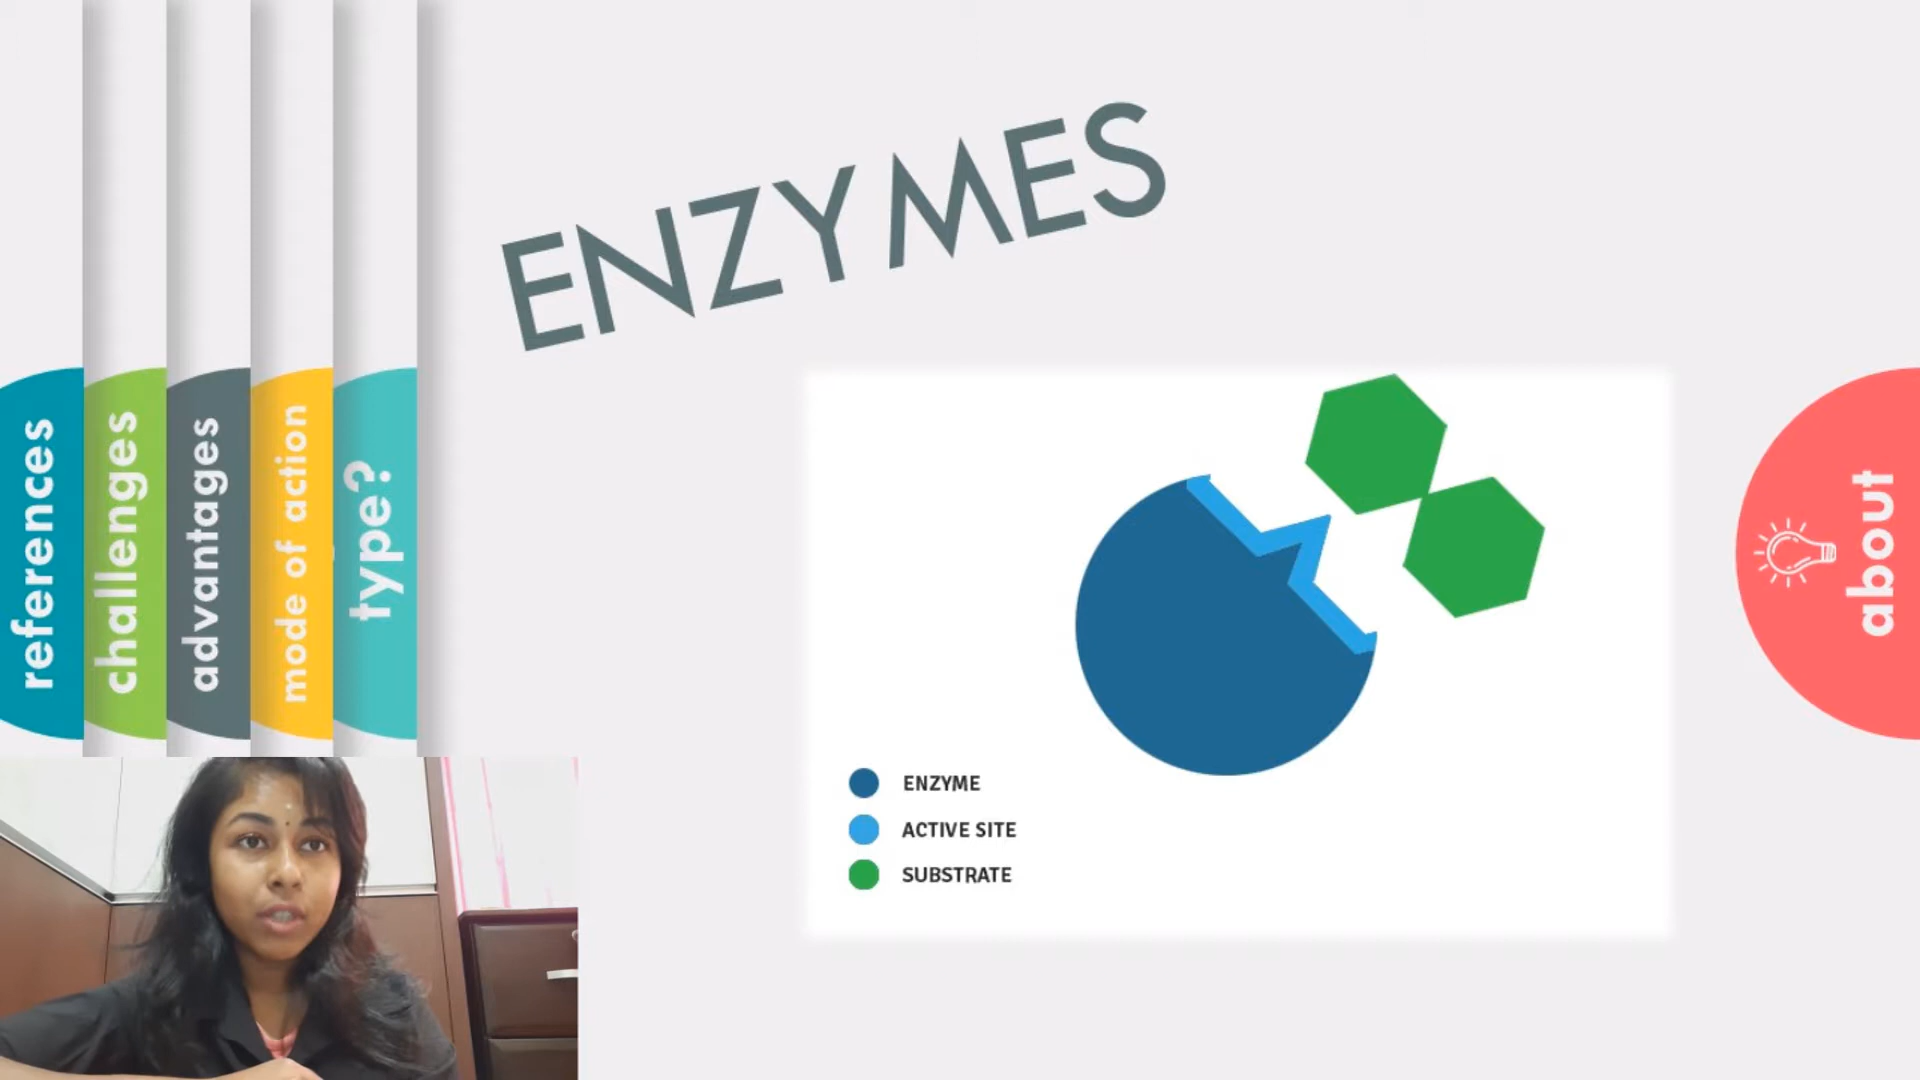 ENZYMES
references
challenges
advantages
mode of action
type?
about
ENZYME
ACTIVE SITE
SUBSTRATE